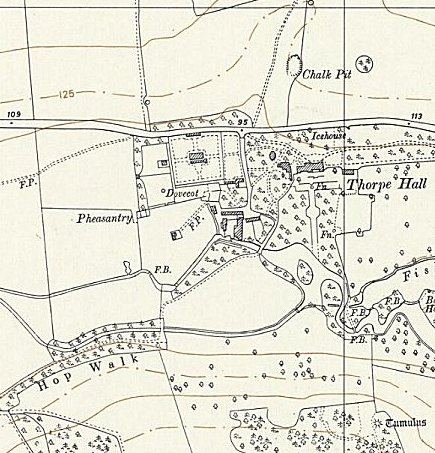 Chalk Pit
125
109
95
113
Icehouse
F.P.
Dovecot
Fn.
Thorpe Hall
Pheasantry
F.P.
Fn.
F.B.
Fis
F.B.
F.B.
F.B.
Hop Walk
Tumulus